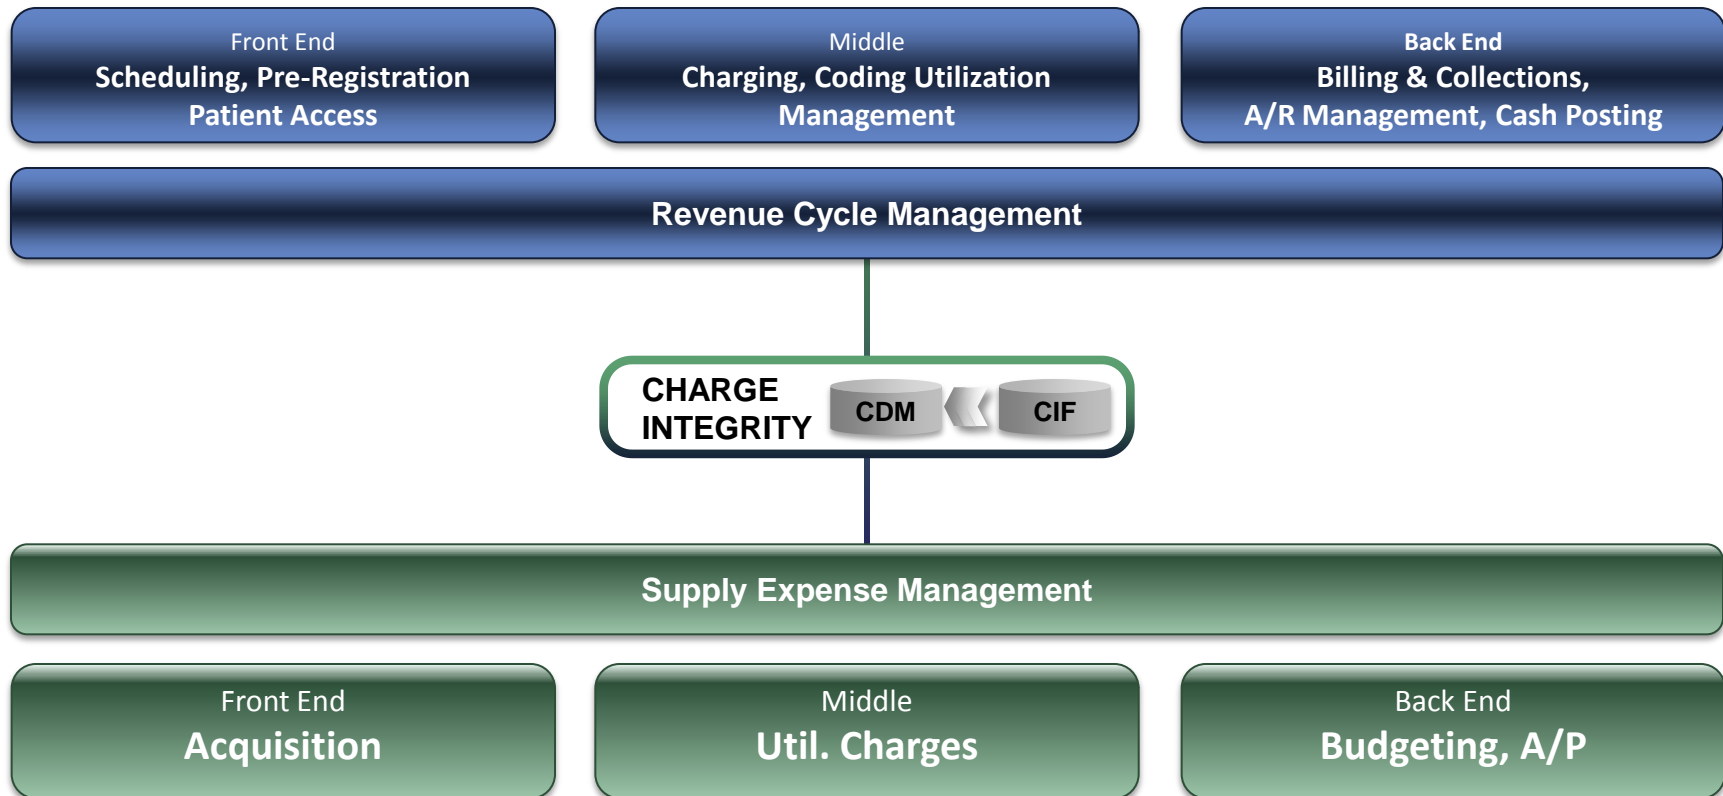 Front End
Scheduling, Pre-Registration
Patient Access
Middle
Charging, Coding Utilization
Management
Back End
Billing & Collections,
A/R Management, Cash Posting
Revenue Cycle Management
CHARGE
INTEGRITY
CDM
CIF
Supply Expense Management
Front End
Acquisition
Middle
Util. Charges
Back End
Budgeting, A/P